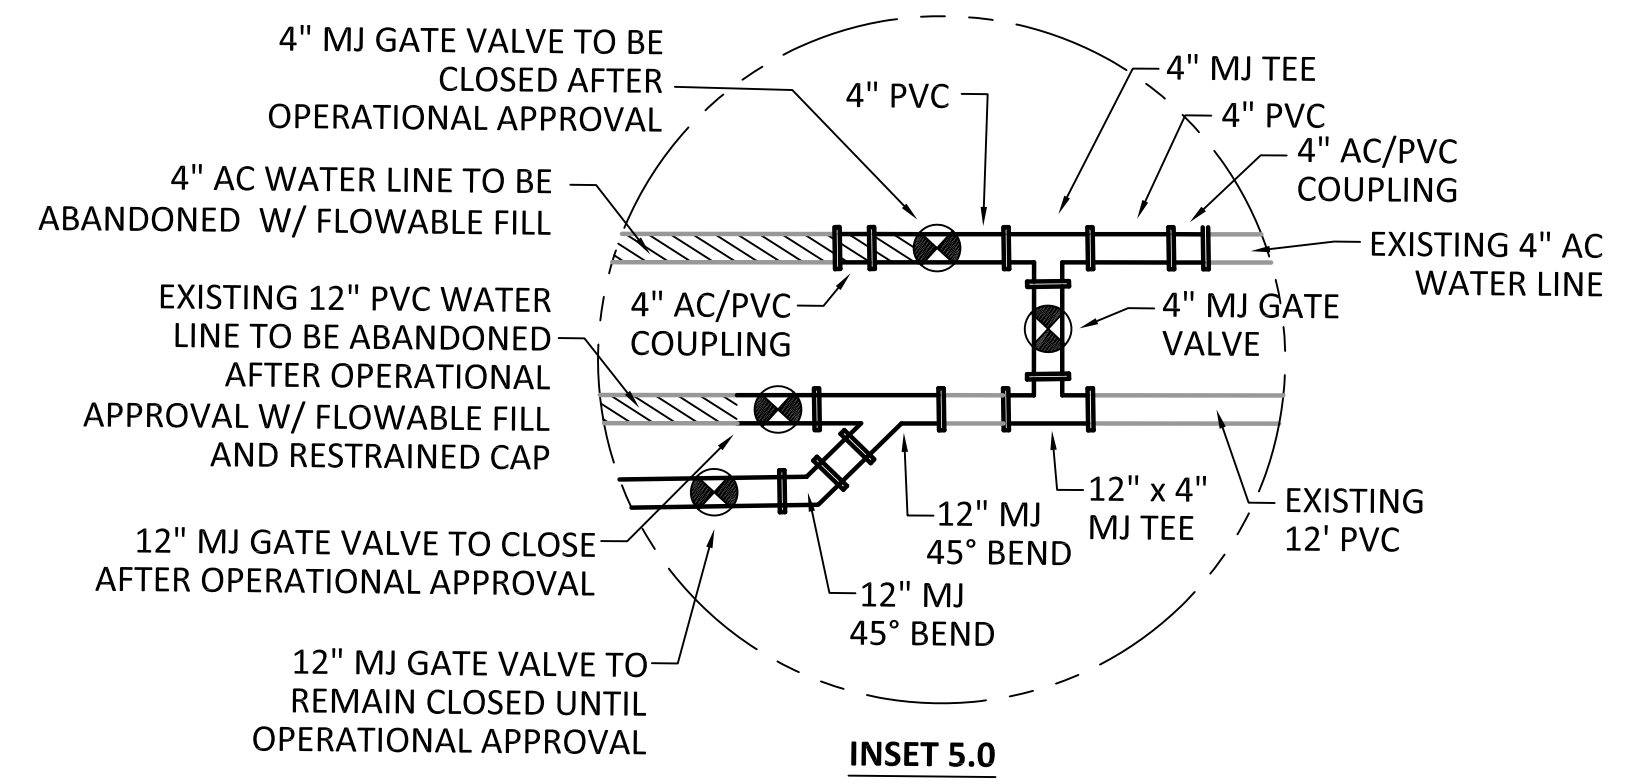 4" MJ GATE VALVE TO BE
CLOSED AFTER
OPERATIONAL APPROVAL
4" PVC
4" MJ TEE
4" PVC
4" AC/PVC
COUPLING
4" AC WATER LINE TO BE
ABANDONED W/ FLOWABLE FILL
EXISTING 4" AC
WATER LINE
EXISTING 12" PVC WATER
LINE TO BE ABANDONED
AFTER OPERATIONAL
APPROVAL W/ FLOWABLE FILL
AND RESTRAINED CAP
4" AC/PVC
COUPLING
4" MJ GATE
VALVE
12" MJ GATE VALVE TO CLOSE
AFTER OPERATIONAL APPROVAL
12" MJ
45° BEND
12" x 4"
MJ TEE
EXISTING
12' PVC
12" MJ
45° BEND
12" MJ GATE VALVE TO
REMAIN CLOSED UNTIL
OPERATIONAL APPROVAL
INSET 5.0